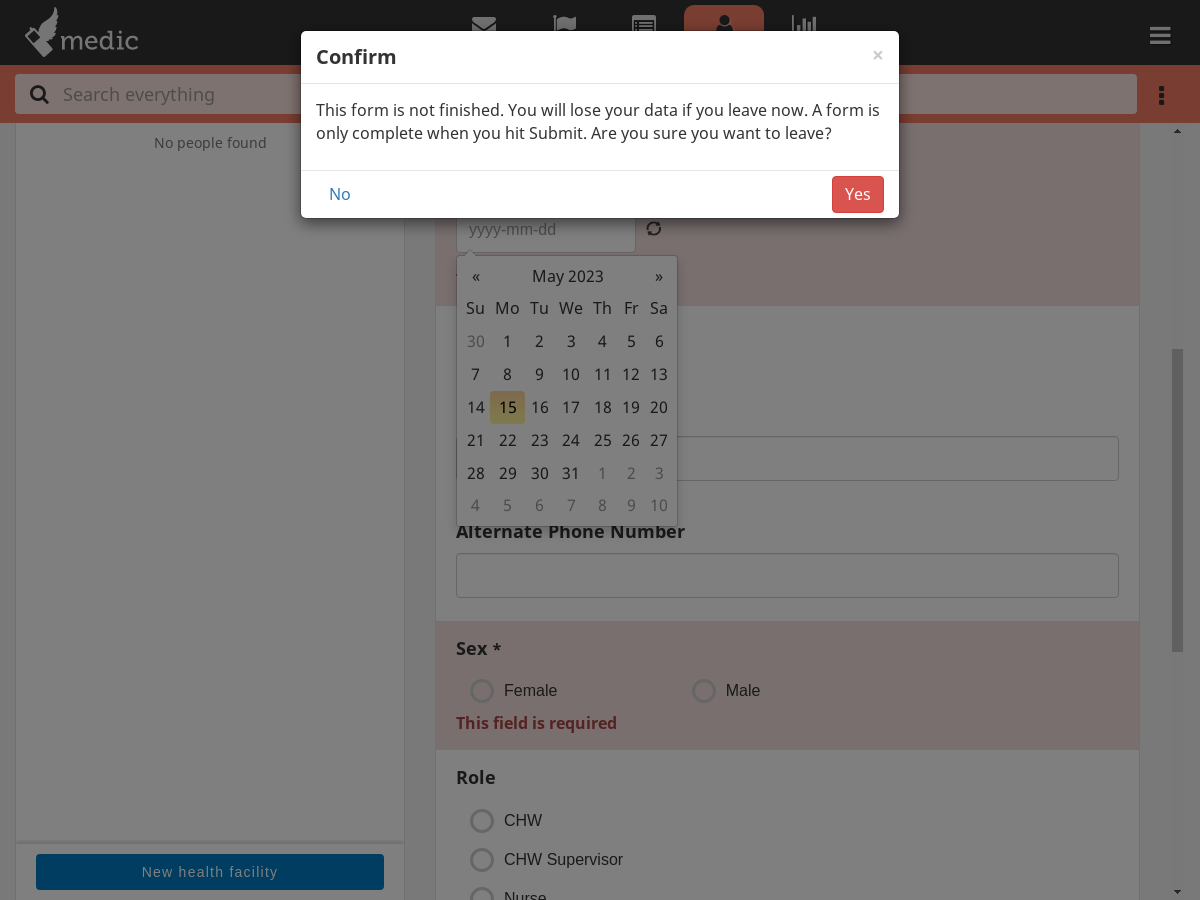 medic
Confirm
×
Search everything
This form is not finished. You will lose your data if you leave now. A form is
only complete when you hit Submit. Are you sure you want to leave?
No people found
No
Yes
yyyy-mm-dd
« May 2023 »
Su Mo Tu We Th Fr Sa
30 1 2 3 4 5 6
7 8 9 10 11 12 13
14 15 16 17 18 19 20
21 22 23 24 25 26 27
28 29 30 31 1 2 3
4 5 6 7 8 9 10
Alternate Phone Number
Sex *
Female
Male
This field is required
Role
CHW
CHW Supervisor
Nurse
New health facility